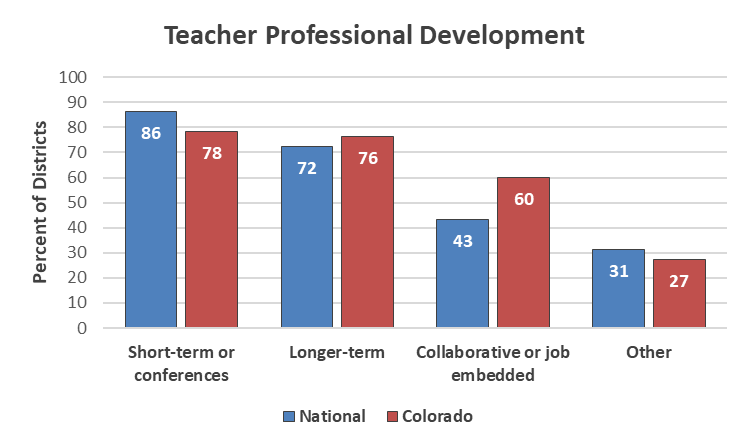 Teacher Professional Development
Percent of Districts
100
90
80
70
60
50
40
30
20
10
0
86
78
72
76
43
60
31
27
Short-term or
conferences
Longer-term
Collaborative or job
embedded
Other
National
Colorado